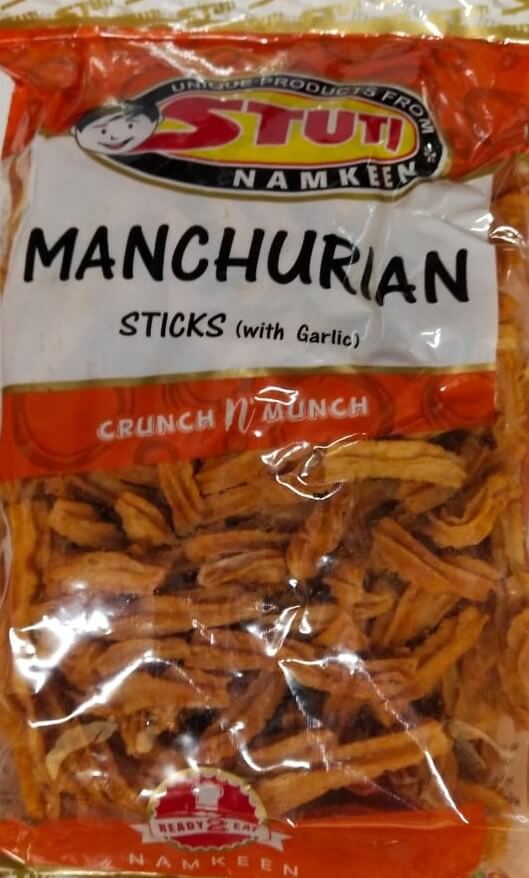 UNIQUE PRODUCTS FROM
STUTI
NAMKEEN
MANCHURIAN
STICKS (with Garlic)
CRUNCH n' MUNCH
READY 2 EAT
NAMKEEN